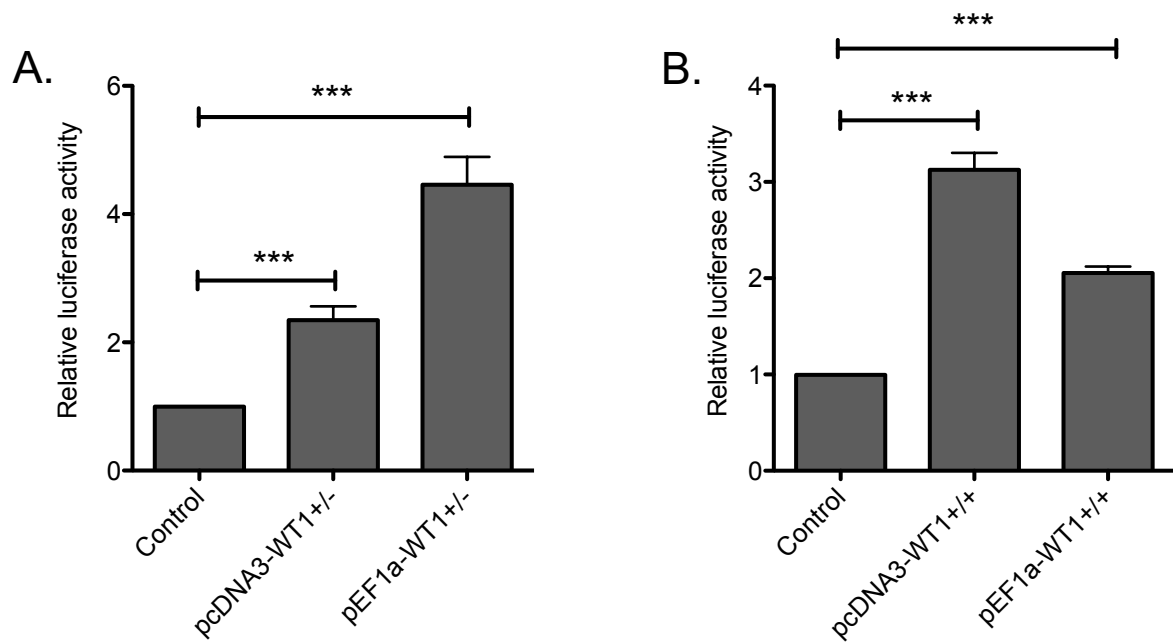 A.
Relative luciferase activity
6
4
2
0
***
***
Control
pcDNA3-WT1+/-
pEF1a-WT1+/-
B.
Relative luciferase activity
4
3
2
1
0
***
***
Control
pcDNA3-WT1+/+
pEF1a-WT1+/+